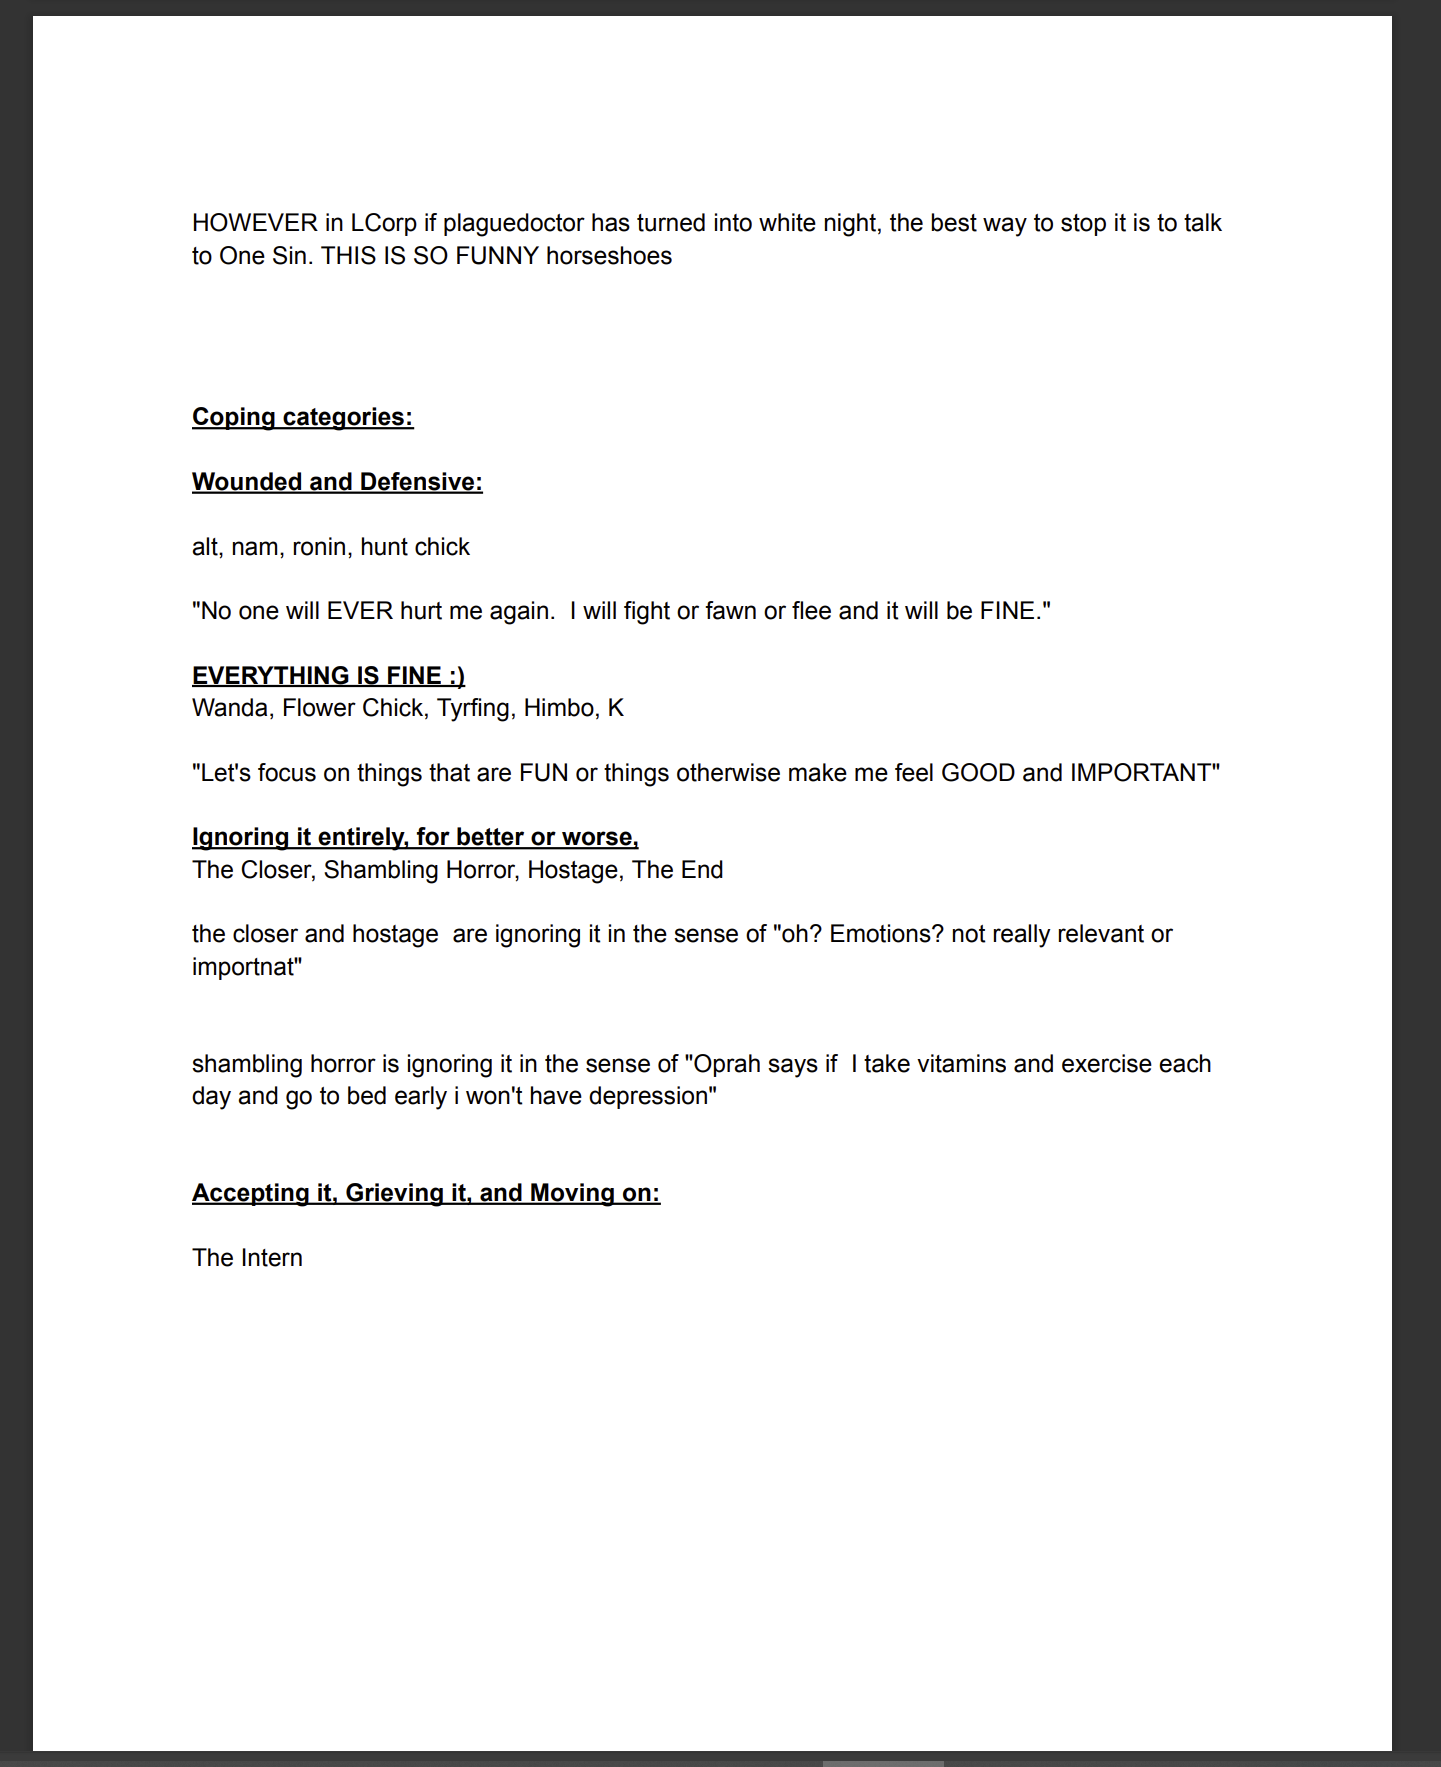 HOWEVER in LCorp if plaguedoctor has turned into white night, the best way to stop it is to talk
to One Sin. THIS IS SO FUNNY horseshoes
Coping categories:
Wounded and Defensive:
alt, nam, ronin, hunt chick
"No one will EVER hurt me again.  I will fight or fawn or flee and it will be FINE."
EVERYTHING IS FINE :)
Wanda, Flower Chick, Tyrfing, Himbo, K
"Let's focus on things that are FUN or things otherwise make me feel GOOD and IMPORTANT"
Ignoring it entirely, for better or worse,
The Closer, Shambling Horror, Hostage, The End
the closer and hostage  are ignoring it in the sense of "oh? Emotions? not really relevant or
importnat"
shambling horror is ignoring it in the sense of "Oprah says if  I take vitamins and exercise each
day and go to bed early i won't have depression"
Accepting it, Grieving it, and Moving on:
The Intern